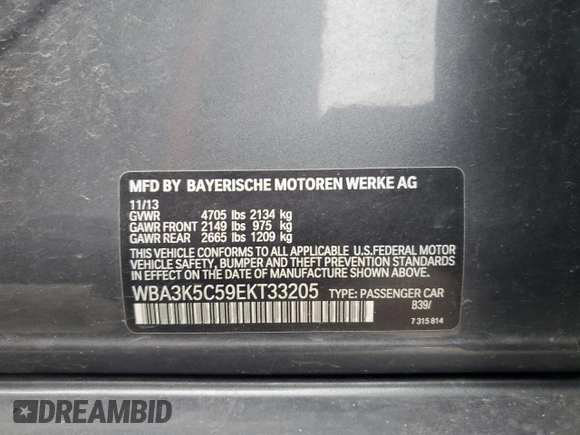 MFD BY BAYERISCHE MOTOREN WERKE AG
11/13
GVWR 4705 lbs 2134 kg
GAWR FRONT 2149 lbs 975 kg
GAWR REAR 2665 lbs 1209 kg
THIS VEHICLE CONFORMS TO ALL APPLICABLE U.S.FEDERAL MOTOR
VEHICLE SAFETY, BUMPER AND THEFT PREVENTION STANDARDS
IN EFFECT ON THE DATE OF MANUFACTURE SHOWN ABOVE.
WBA3K5C59EKT33205 TYPE: PASSENGER CAR
B39/
7 315 814
DREAMBID